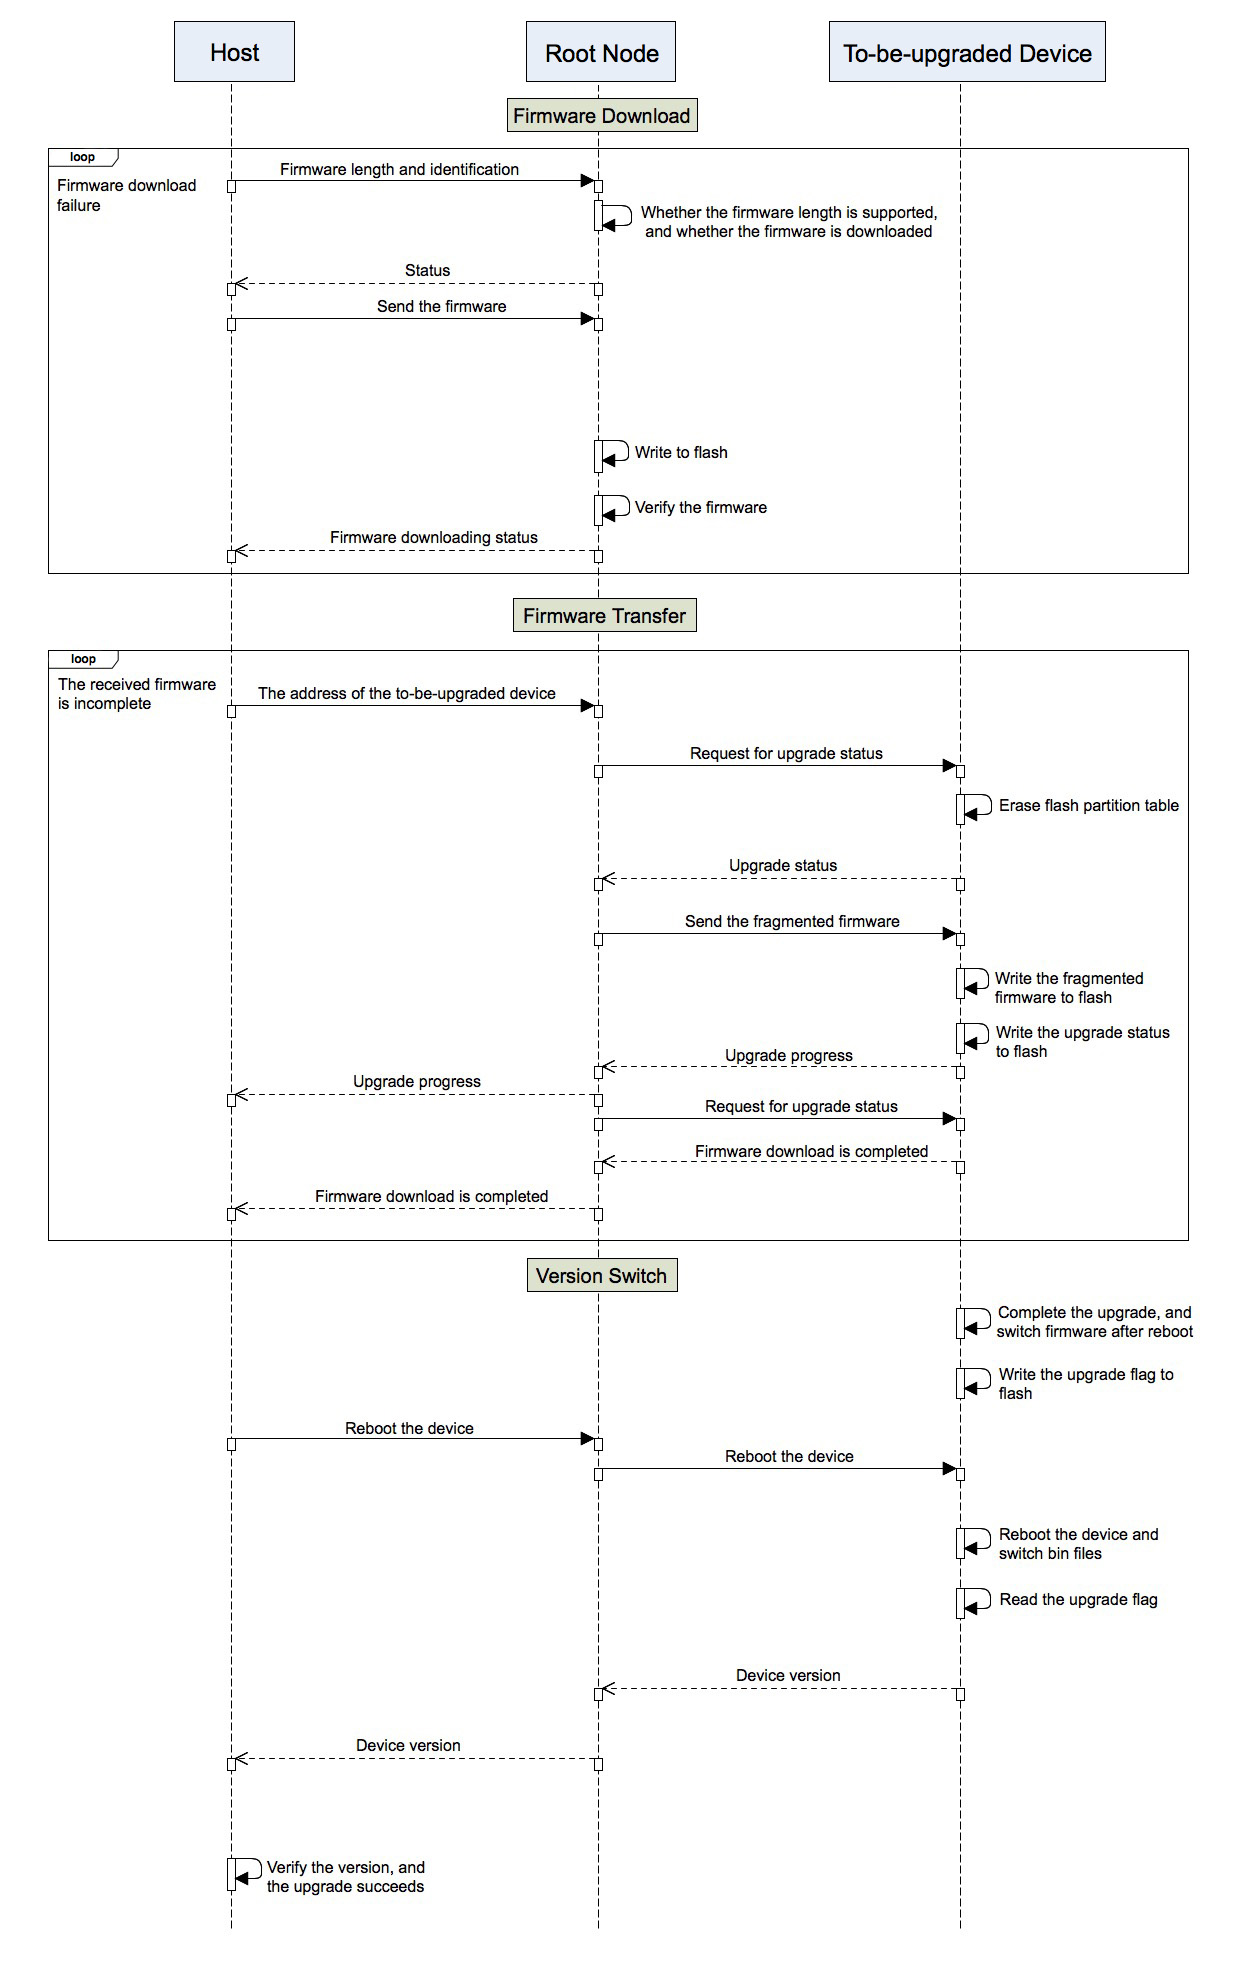 Host
Root Node
To-be-upgraded Device
Firmware Download
loop
Firmware download
failure
Firmware length and identification
Whether the firmware length is supported,
and whether the firmware is downloaded
Status
Send the firmware
Write to flash
Verify the firmware
Firmware downloading status
Firmware Transfer
loop
The received firmware
is incomplete
The address of the to-be-upgraded device
Request for upgrade status
Erase flash partition table
Upgrade status
Send the fragmented firmware
Write the fragmented
firmware to flash
Write the upgrade status
to flash
Upgrade progress
Upgrade progress
Request for upgrade status
Firmware download is completed
Firmware download is completed
Version Switch
Complete the upgrade, and
switch firmware after reboot
Write the upgrade flag to
flash
Reboot the device
Reboot the device
Reboot the device and
switch bin files
Read the upgrade flag
Device version
Device version
Verify the version, and
the upgrade succeeds